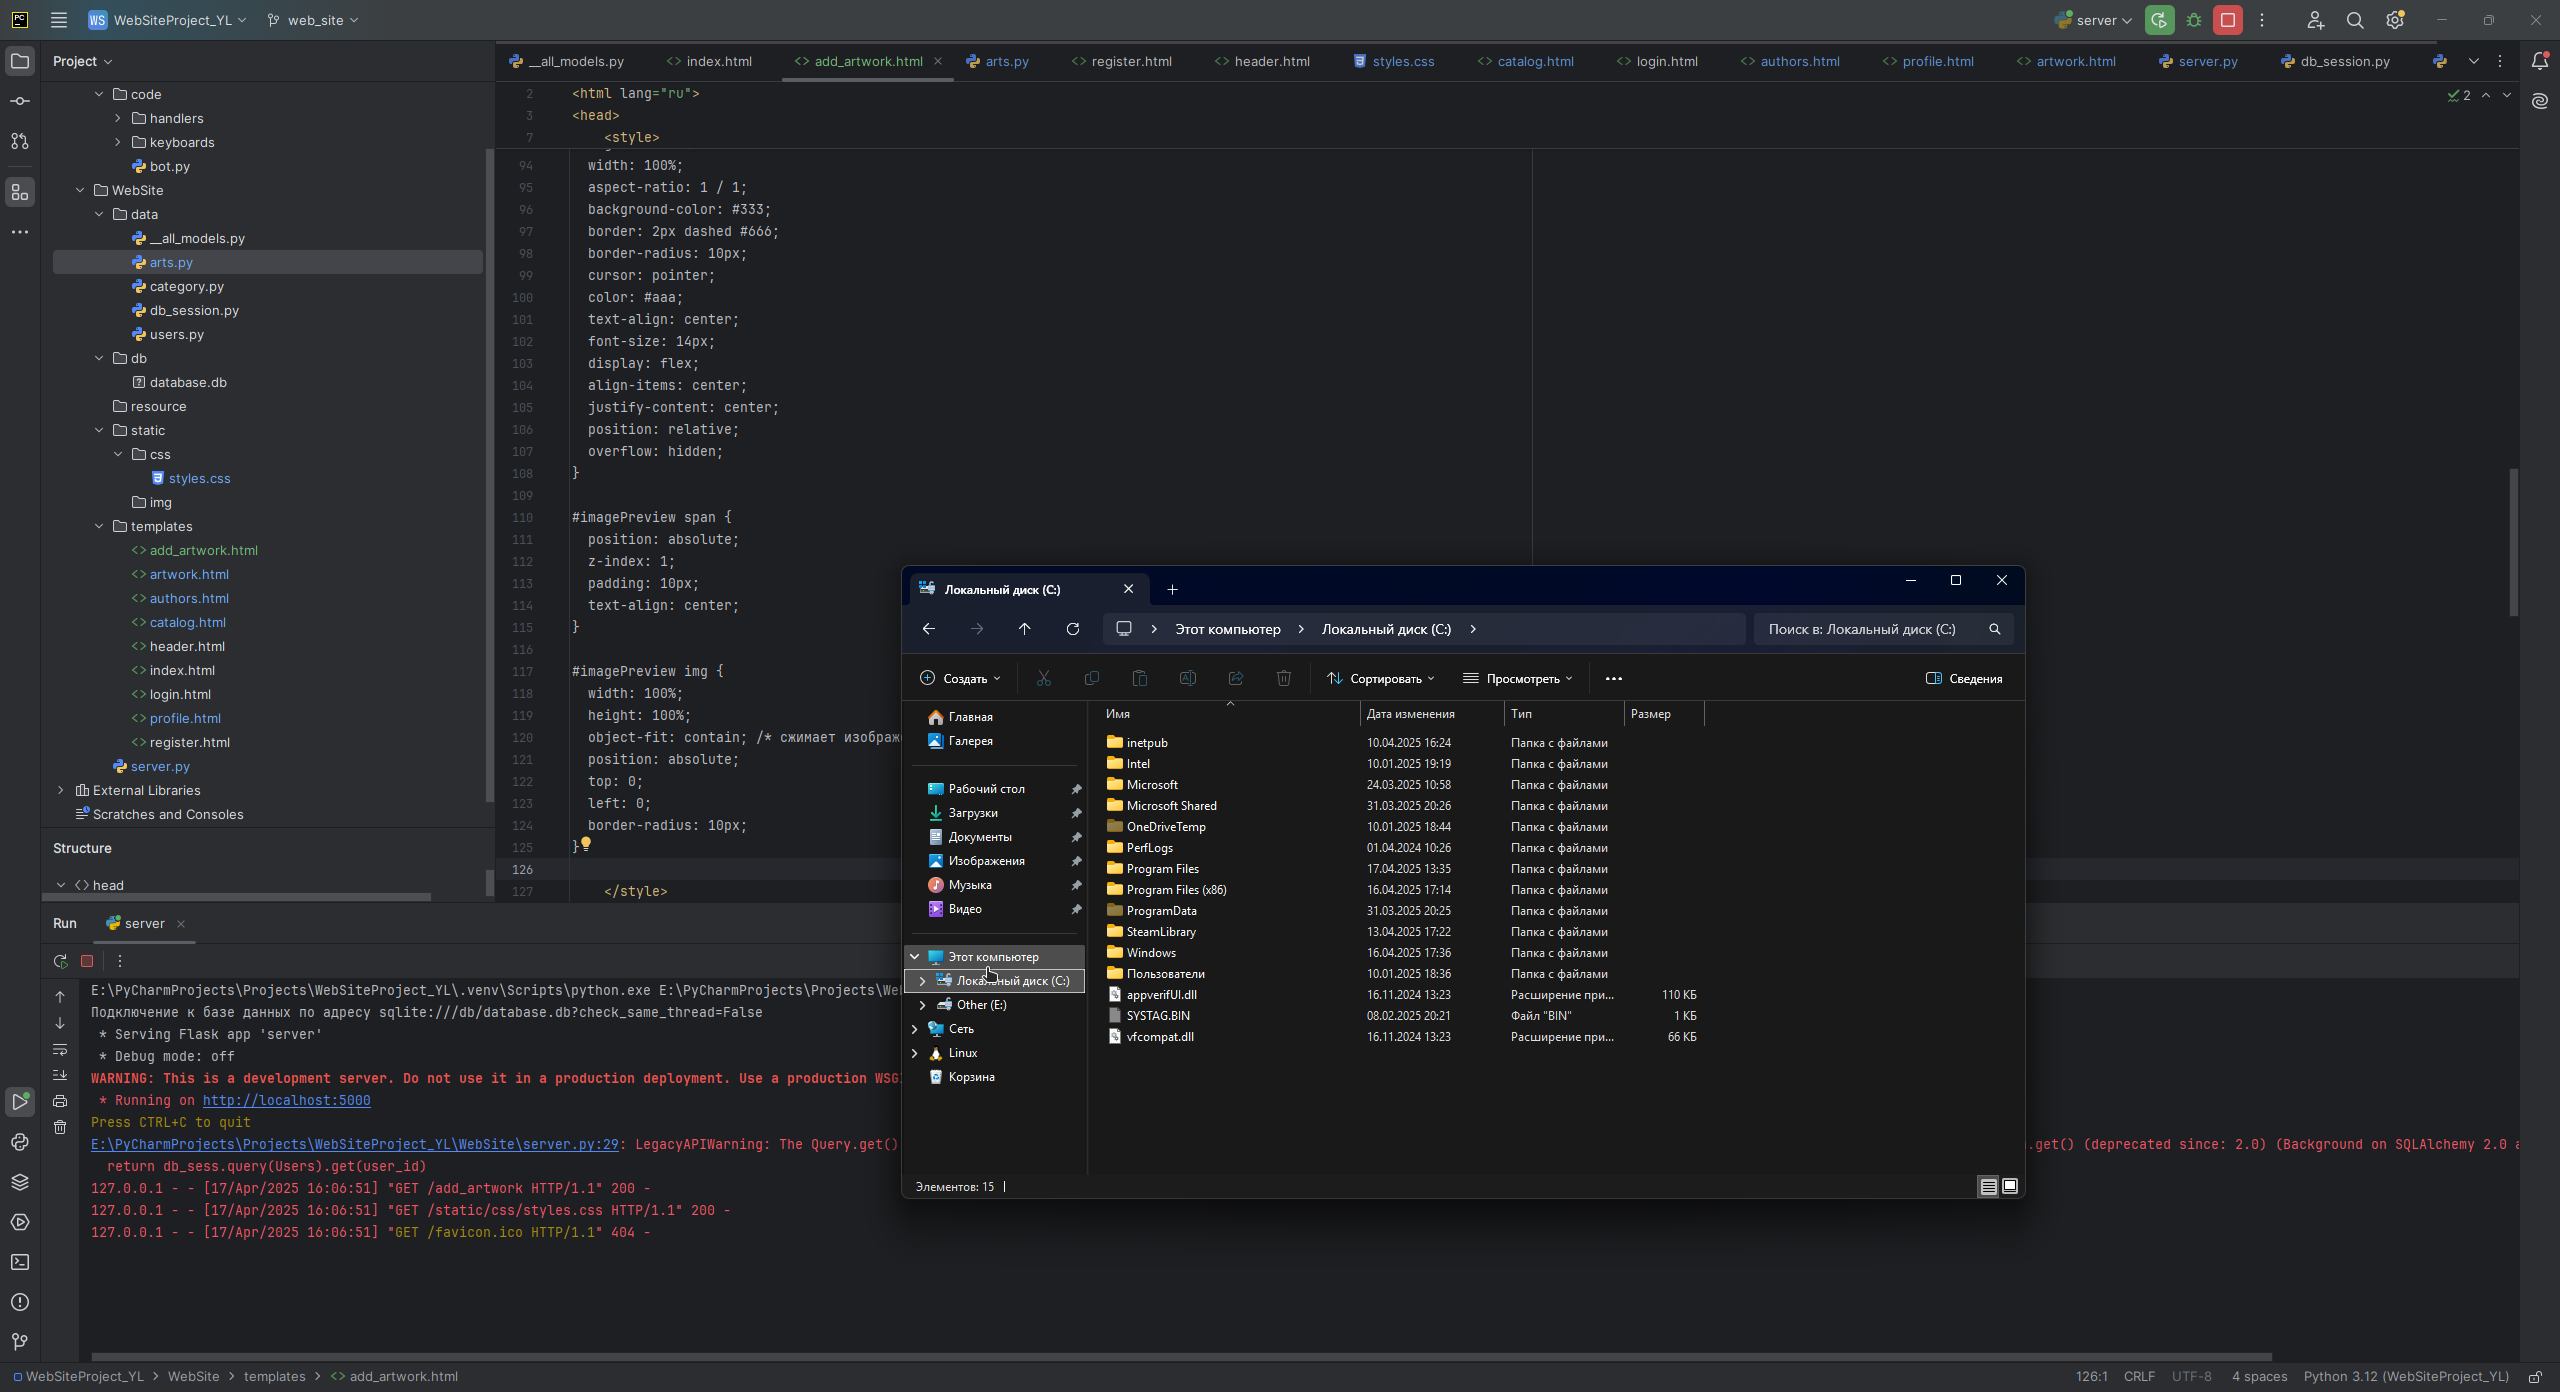 WS WebSiteProject_YL web_site server
Project
code
handlers
keyboards
bot.py
WebSite
data
__all_models.py
arts.py
category.py
db_session.py
users.py
db
database.db
resource
static
css
styles.css
img
templates
add_artwork.html
artwork.html
authors.html
catalog.html
header.html
index.html
login.html
profile.html
register.html
server.py
External Libraries
Scratches and Consoles
Structure
head
__all_models.py index.html add_artwork.html arts.py register.html header.html styles.css catalog.html login.html authors.html profile.html artwork.html server.py db_session.py
2 <html lang="ru">
3 <head>
7 <style>
2
94 width: 100%;
95 aspect-ratio: 1 / 1;
96 background-color: #333;
97 border: 2px dashed #666;
98 border-radius: 10px;
99 cursor: pointer;
100 color: #aaa;
101 text-align: center;
102 font-size: 14px;
103 display: flex;
104 align-items: center;
105 justify-content: center;
106 position: relative;
107 overflow: hidden;
108 }
109
110 #imagePreview span {
111 position: absolute;
112 z-index: 1;
113 padding: 10px;
114 text-align: center;
115 }
116
117 #imagePreview img {
118 width: 100%;
119 height: 100%;
120 object-fit: contain; /* сжимает
121 position: absolute;
122 top: 0;
123 left: 0;
124 border-radius: 10px;
125 }
126
127 </style>
Локальный диск (C:)
Этот компьютер Локальный диск (C:)
Поиск в: Локальный диск (C:)
Создать Сортировать Просмотреть Сведения
Главная
Галерея
Рабочий стол
Загрузки
Документы
Изображения
Музыка
Видео
Этот компьютер
Локальный диск (C:)
Other (E:)
Сеть
Linux
Корзина
Имя Дата изменения Тип Размер
inetpub 10.04.2025 16:24 Папка с файлами
Intel 10.01.2025 19:19 Папка с файлами
Microsoft 24.03.2025 10:58 Папка с файлами
Microsoft Shared 31.03.2025 20:26 Папка с файлами
OneDriveTemp 10.01.2025 18:44 Папка с файлами
PerfLogs 01.04.2024 10:26 Папка с файлами
Program Files 17.04.2025 13:35 Папка с файлами
Program Files (x86) 16.04.2025 17:14 Папка с файлами
ProgramData 31.03.2025 20:25 Папка с файлами
SteamLibrary 13.04.2025 17:22 Папка с файлами
Windows 16.04.2025 17:36 Папка с файлами
Пользователи 10.01.2025 18:36 Папка с файлами
appverifUI.dll 16.11.2024 13:23 Расширение при... 110 КБ
SYSTAG.BIN 08.02.2025 20:21 Файл "BIN" 1 КБ
vfcompat.dll 16.11.2024 13:23 Расширение при... 66 КБ
Элементов: 15
Run server
E:\PyCharmProjects\Projects\WebSiteProject_YL\.venv\Scripts\python.exe E:\PyCharmProjects\Projects\We
Подключение к базе данных по адресу sqlite:///db/database.db?check_same_thread=False
* Serving Flask app 'server'
* Debug mode: off
WARNING: This is a development server. Do not use it in a production deployment. Use a production WSG
* Running on http://localhost:5000
Press CTRL+C to quit
E:\PyCharmProjects\Projects\WebSiteProject_YL\WebSite\server.py:29: LegacyAPIWarning: The Query.get() .get() (deprecated since: 2.0) (Background on SQLAlchemy 2.0 a
return db_sess.query(Users).get(user_id)
127.0.0.1 - - [17/Apr/2025 16:06:51] "GET /add_artwork HTTP/1.1" 200 -
127.0.0.1 - - [17/Apr/2025 16:06:51] "GET /static/css/styles.css HTTP/1.1" 200 -
127.0.0.1 - - [17/Apr/2025 16:06:51] "GET /favicon.ico HTTP/1.1" 404 -
WebSiteProject_YL > WebSite > templates > add_artwork.html
126:1 CRLF UTF-8 4 spaces Python 3.12 (WebSiteProject_YL)